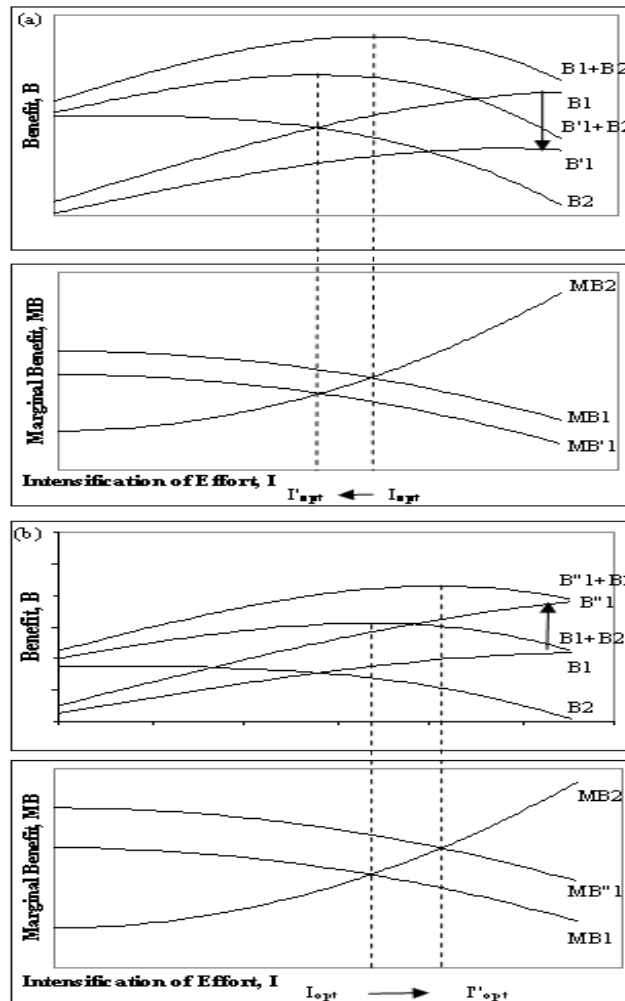 (a)
Benefit, B
B1+B2
B1
B'1+B2
B'1
B2
Marginal Benefit, MB
MB2
MB1
MB'1
Intensification of Effort, I
I'opt
Iopt
(b)
Benefit, B
B"1+B
B"1
B1+B2
B1
B2
Marginal Benefit, MB
MB2
MB"1
MB1
Intensification of Effort, I
Iopt
I"opt